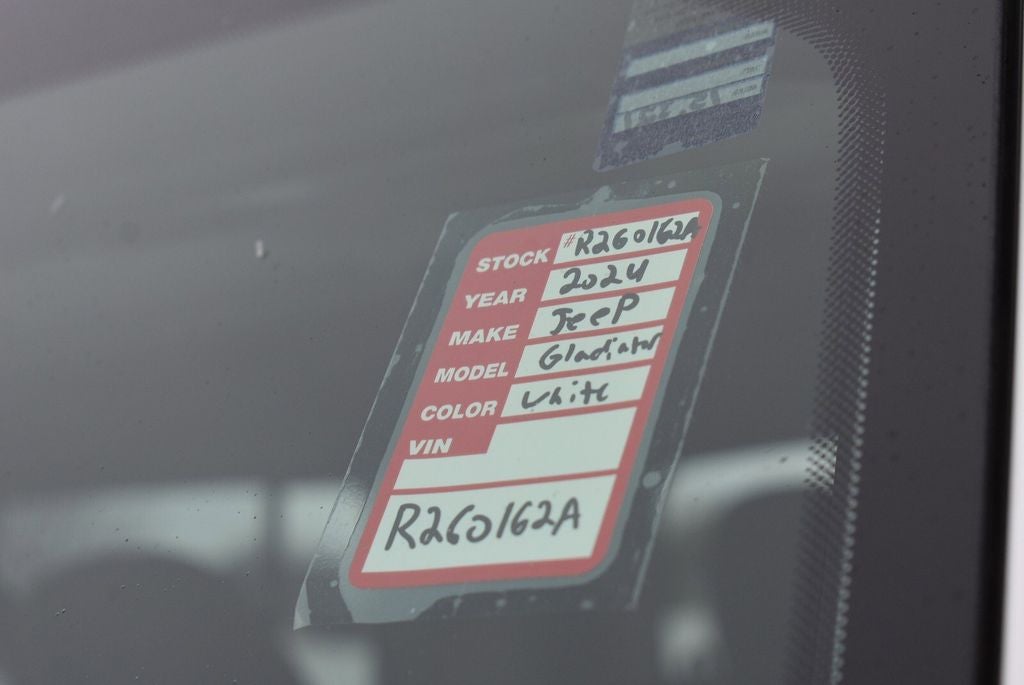 STOCK #R260162A
YEAR 2024
MAKE JeeP
MODEL Gladiator
COLOR White
VIN
R260162A